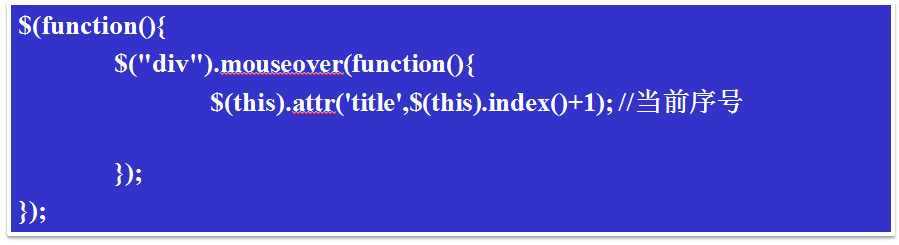 $(function(){
$("div").mouseover(function(){
$(this).attr('title',$(this).index()+1); //当前序号
});
});